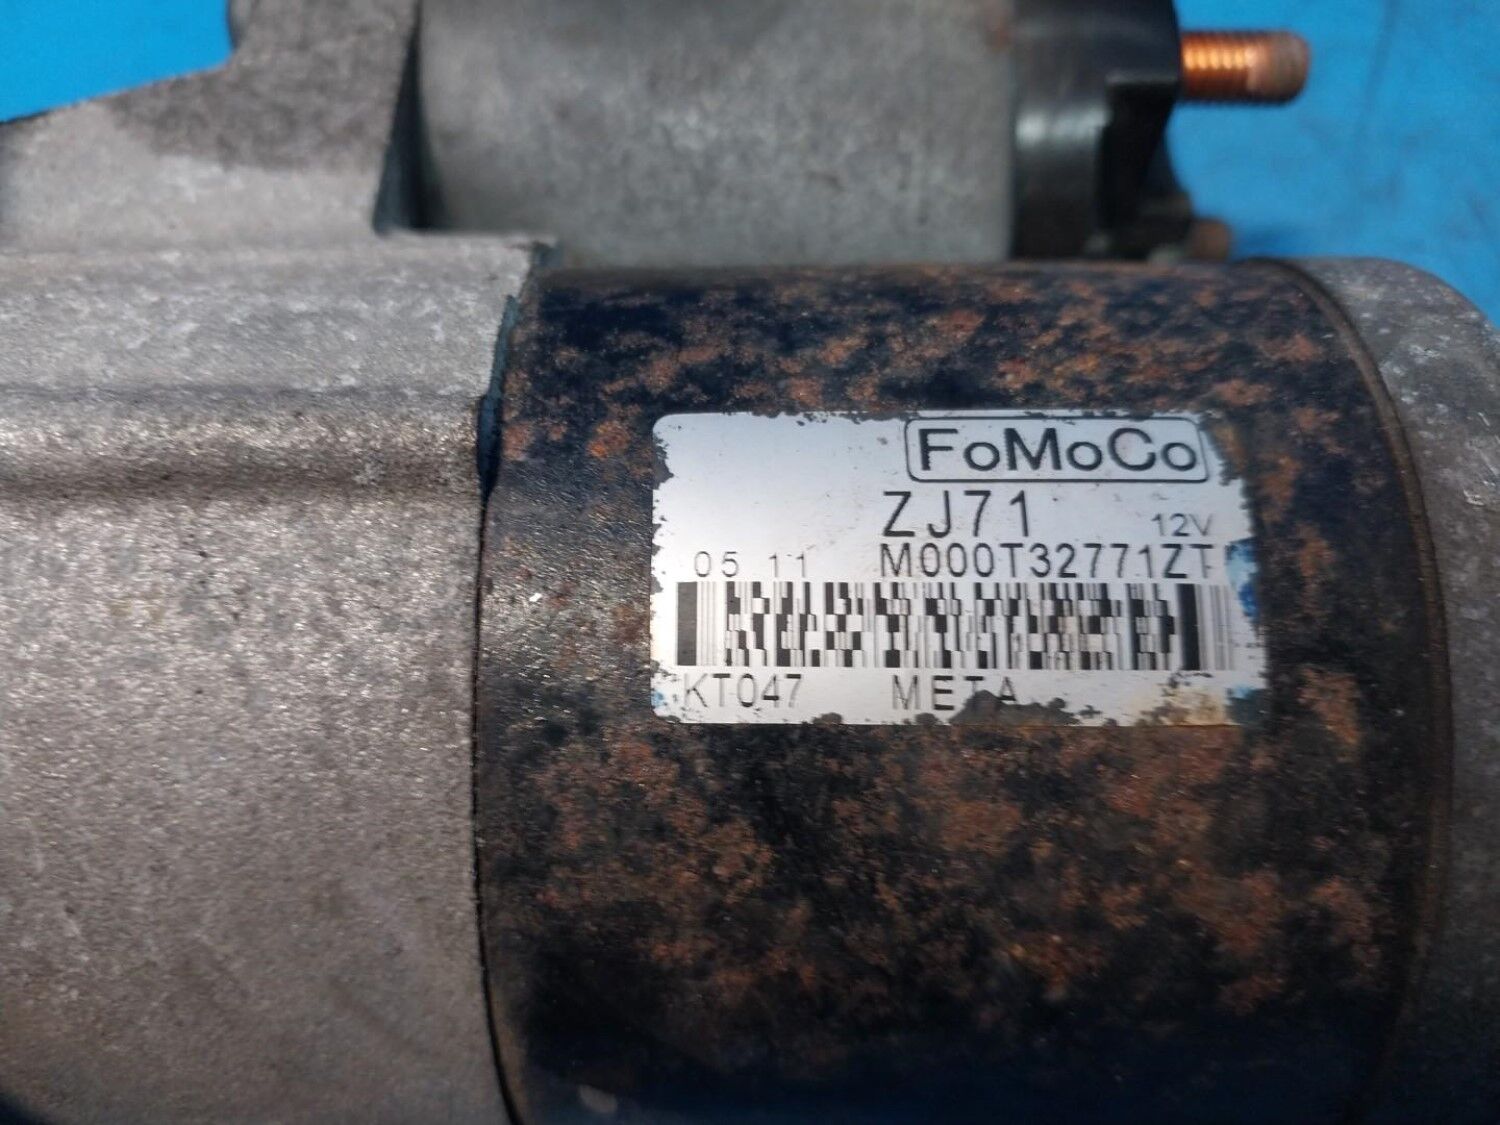 FoMoCo
ZJ71 12V
05 11 M000T32771ZT
KT047 META